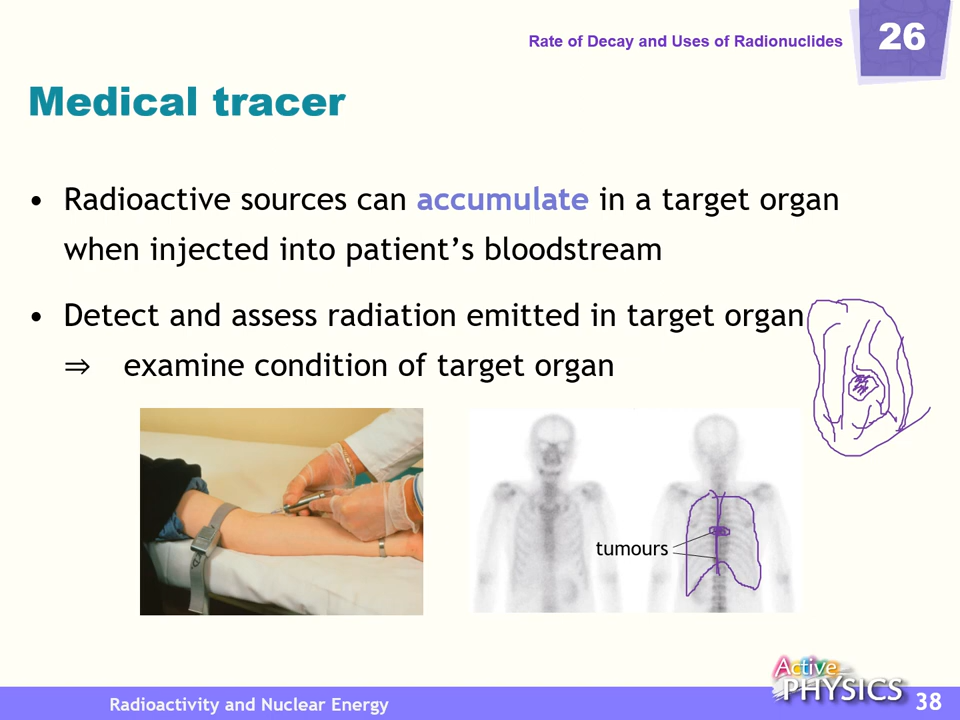 Rate of Decay and Uses of Radionuclides
26
Medical tracer
• Radioactive sources can accumulate in a target organ
when injected into patient’s bloodstream
• Detect and assess radiation emitted in target organ
⇒ examine condition of target organ
tumours
Active
PHYSICS
Radioactivity and Nuclear Energy
38